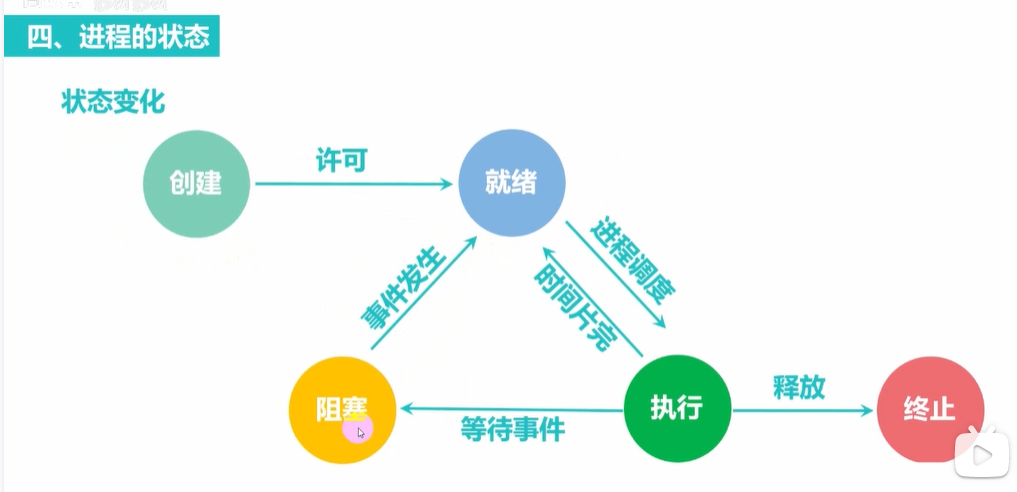 四、进程的状态
状态变化
创建
许可
就绪
进程调度
时间片完
事件发生
阻塞
等待事件
执行
释放
终止